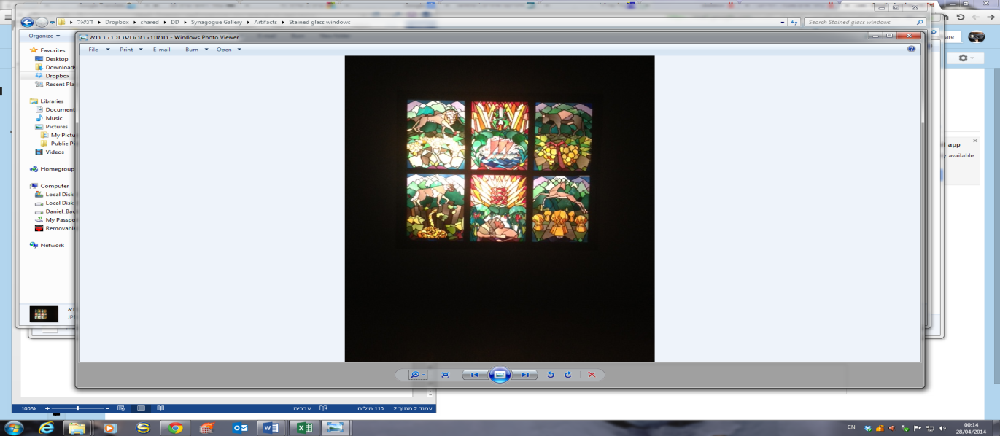 דניאל ▸ Dropbox ▸ shared ▸ DD ▸ Synagogue Gallery ▸ Artifacts ▸ Stained glass windows
Search Stained glass windows
Organize
תמונה מהתערוכה בתא - Windows Photo Viewer
File Print E-mail Burn Open
Favorites
Desktop
Downloads
Dropbox
Recent Pla
Libraries
Document
Music
Pictures
My Pictu
Public Pi
Videos
Homegroup
Computer
Local Disk
Local Disk
Daniel_Bac
My Passpo
Removable
Network
are
l app
y available
100%
עברית
110 מילים
עמוד 2 מתוך 2
EN
00:14
28/04/2014